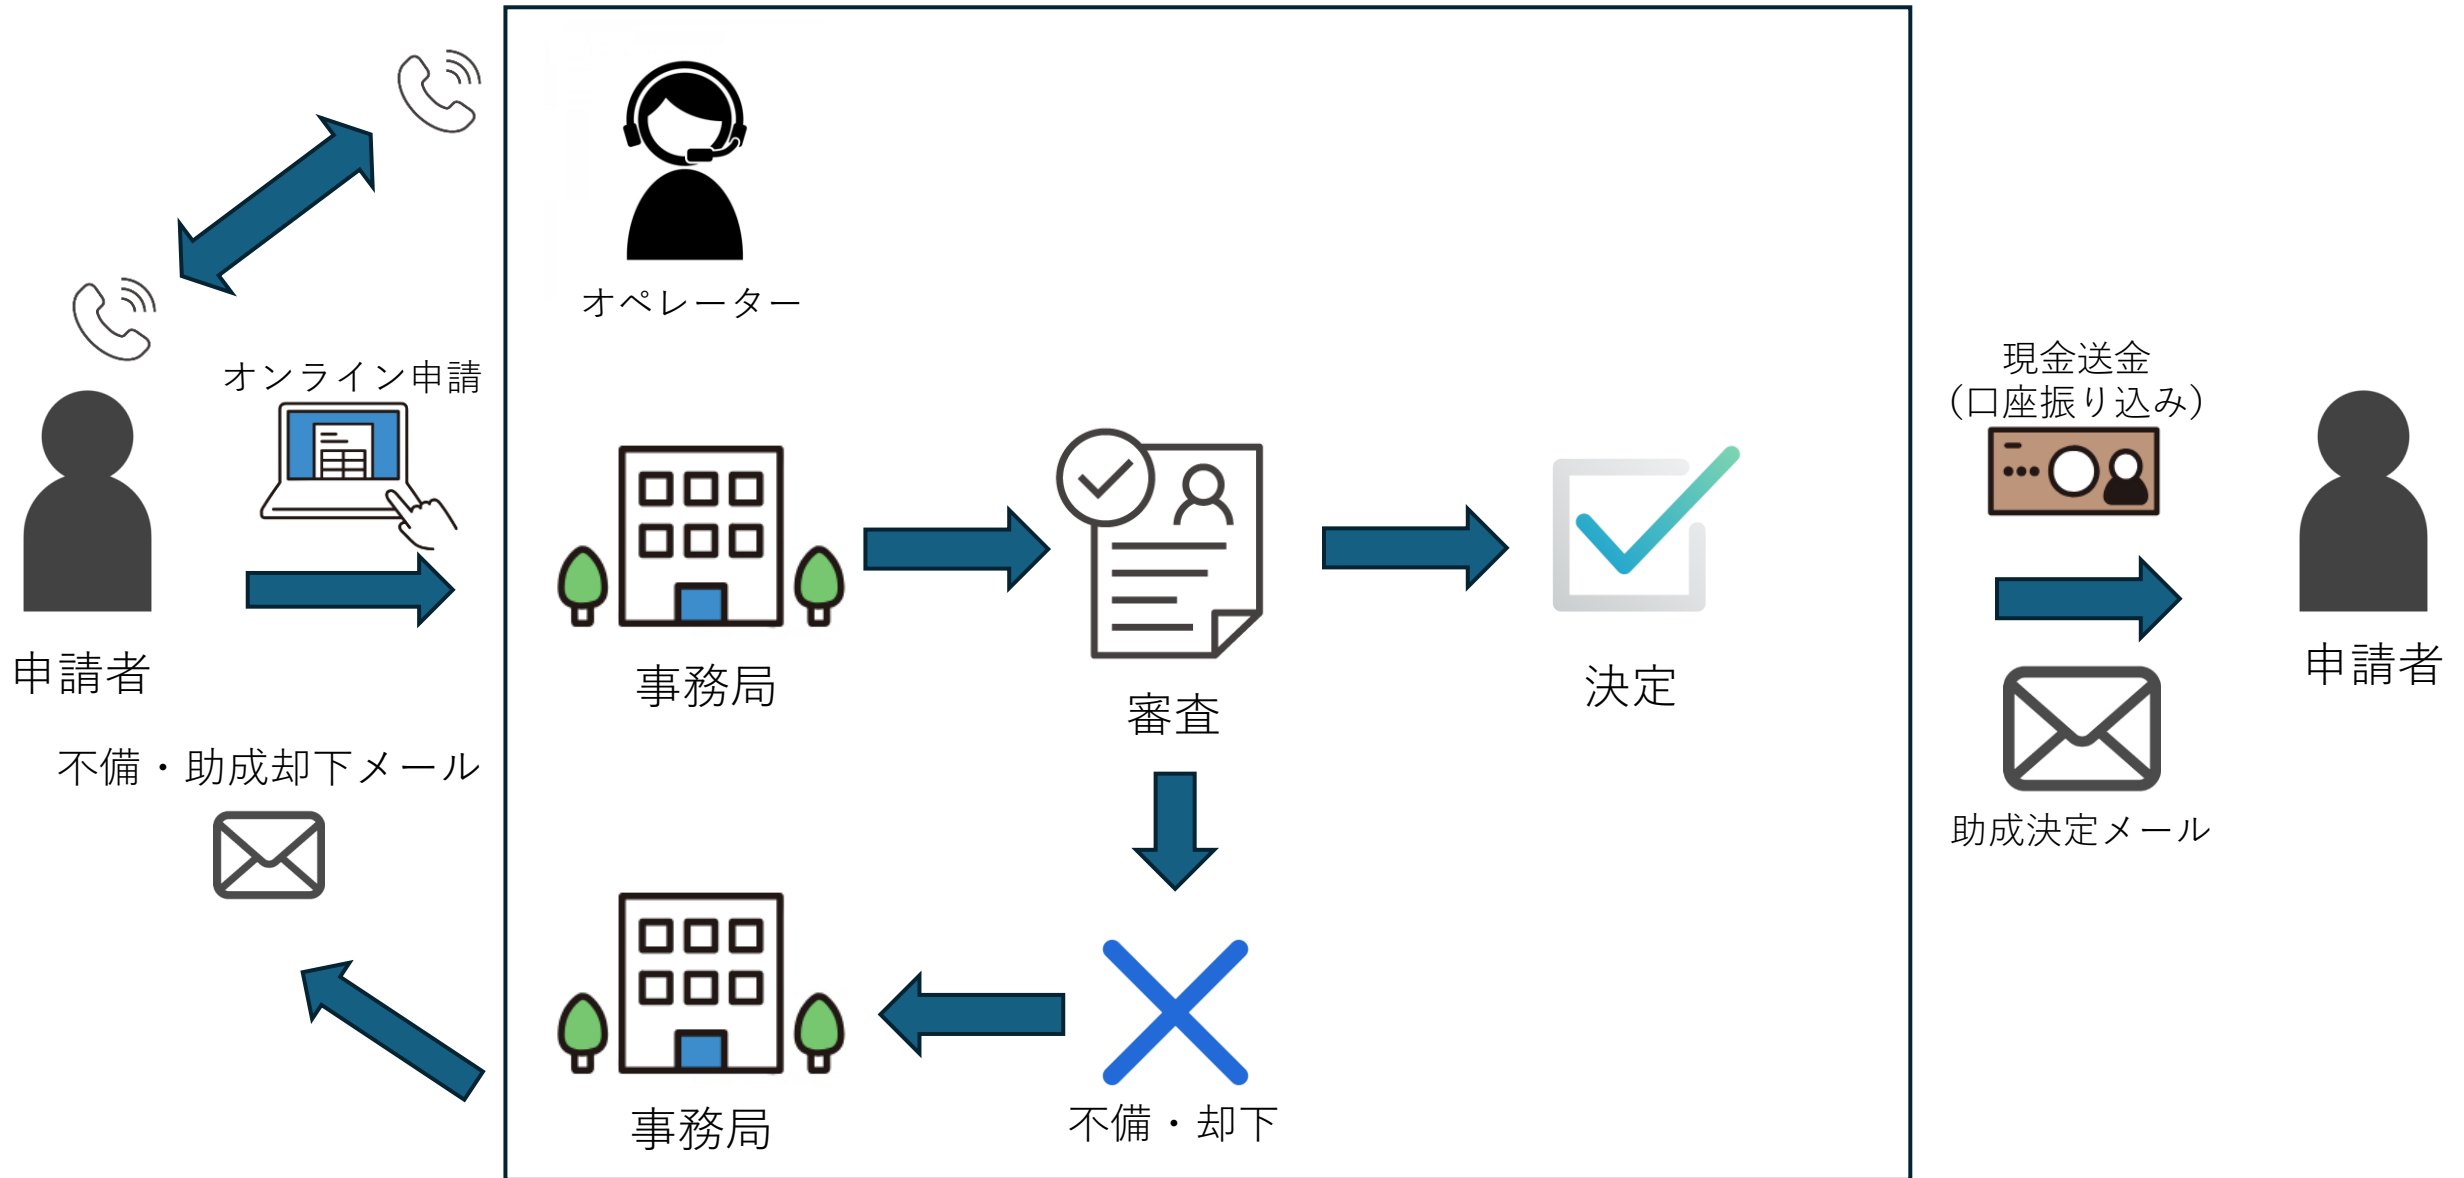 オペレーター
オンライン申請
現金送金
（口座振り込み）
申請者
事務局
審査
決定
申請者
不備・助成却下メール
助成決定メール
事務局
不備・却下